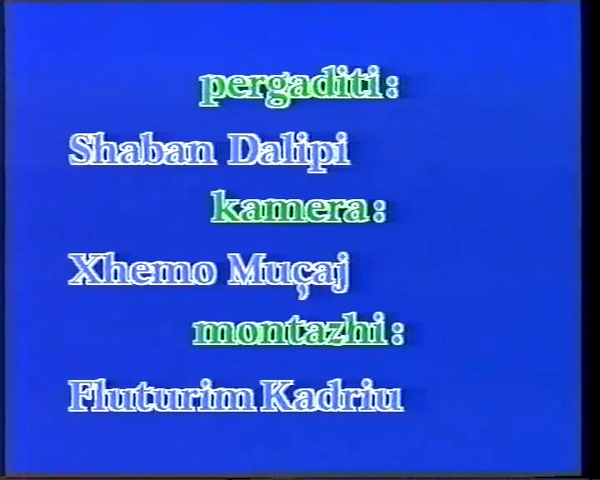 pergaditi:
Shaban Dalipi
kamera:
Xhemo Muçaj
montazhi:
Fluturim Kadriu